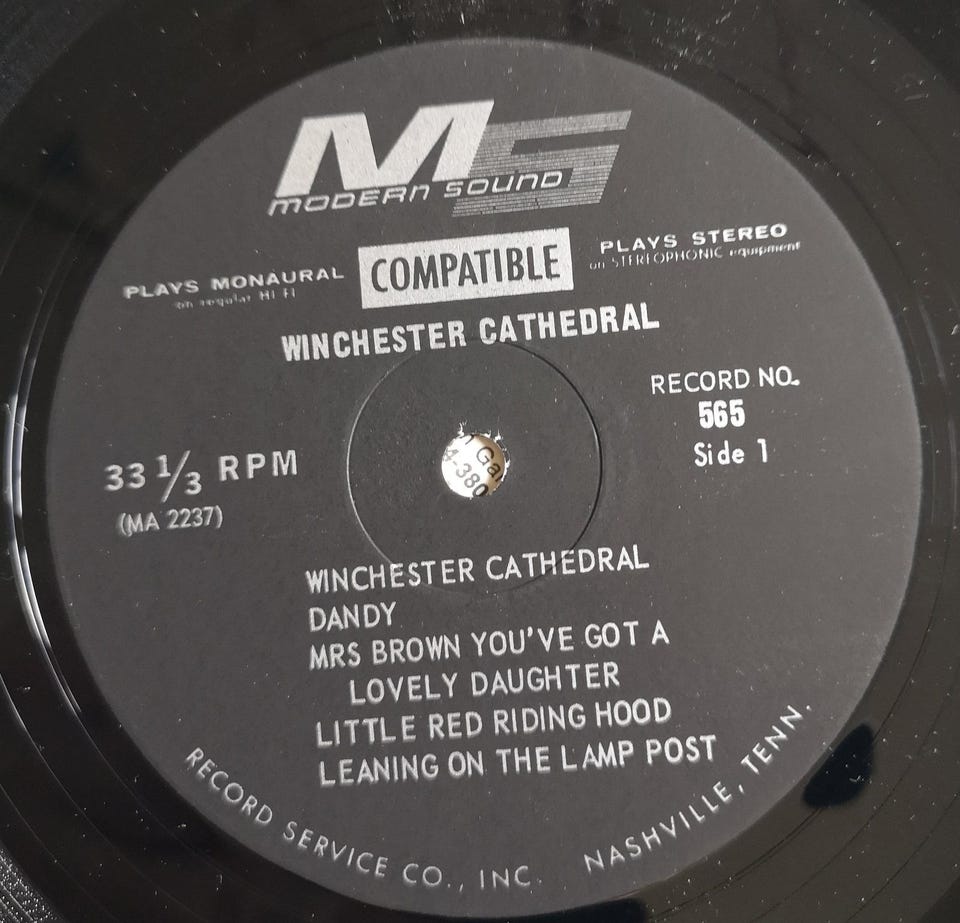 MS
MODERN SOUND
PLAYS MONAURAL
on regular HI FI
COMPATIBLE
PLAYS STEREO
on STEREOPHONIC equipment
WINCHESTER CATHEDRAL
RECORD NO.
565
Side 1
33 1/3 RPM
(MA 2237)
WINCHESTER CATHEDRAL
DANDY
MRS BROWN YOU'VE GOT A
LOVELY DAUGHTER
LITTLE RED RIDING HOOD
LEANING ON THE LAMP POST
RECORD SERVICE CO., INC. NASHVILLE, TENN.